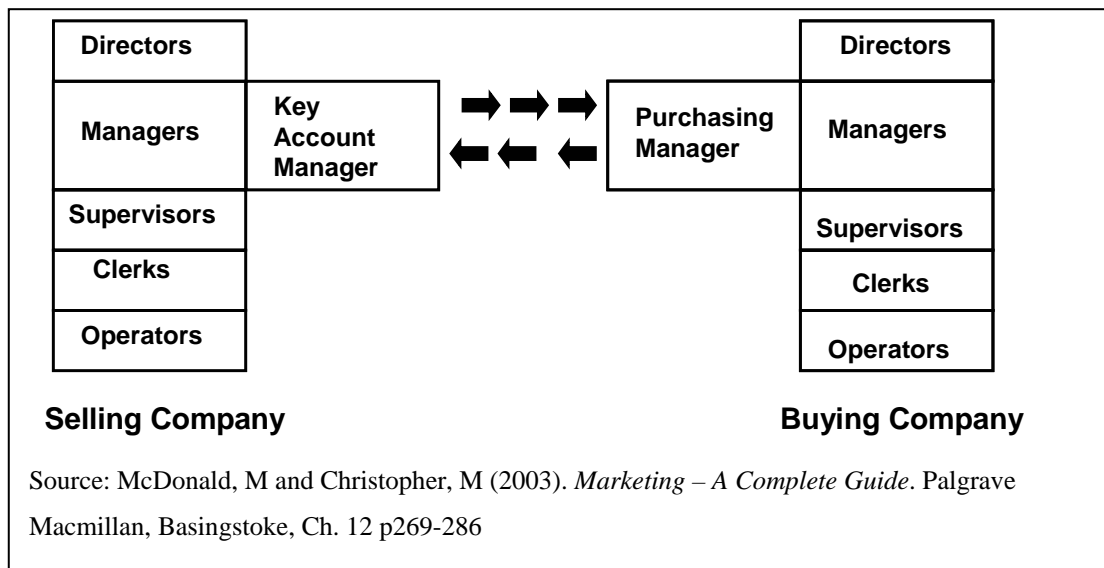 Directors
Managers
Key
Account
Manager
Supervisors
Clerks
Operators
Selling Company
Directors
Purchasing
Manager
Managers
Supervisors
Clerks
Operators
Buying Company
Source: McDonald, M and Christopher, M (2003). Marketing – A Complete Guide. Palgrave
Macmillan, Basingstoke, Ch. 12 p269-286